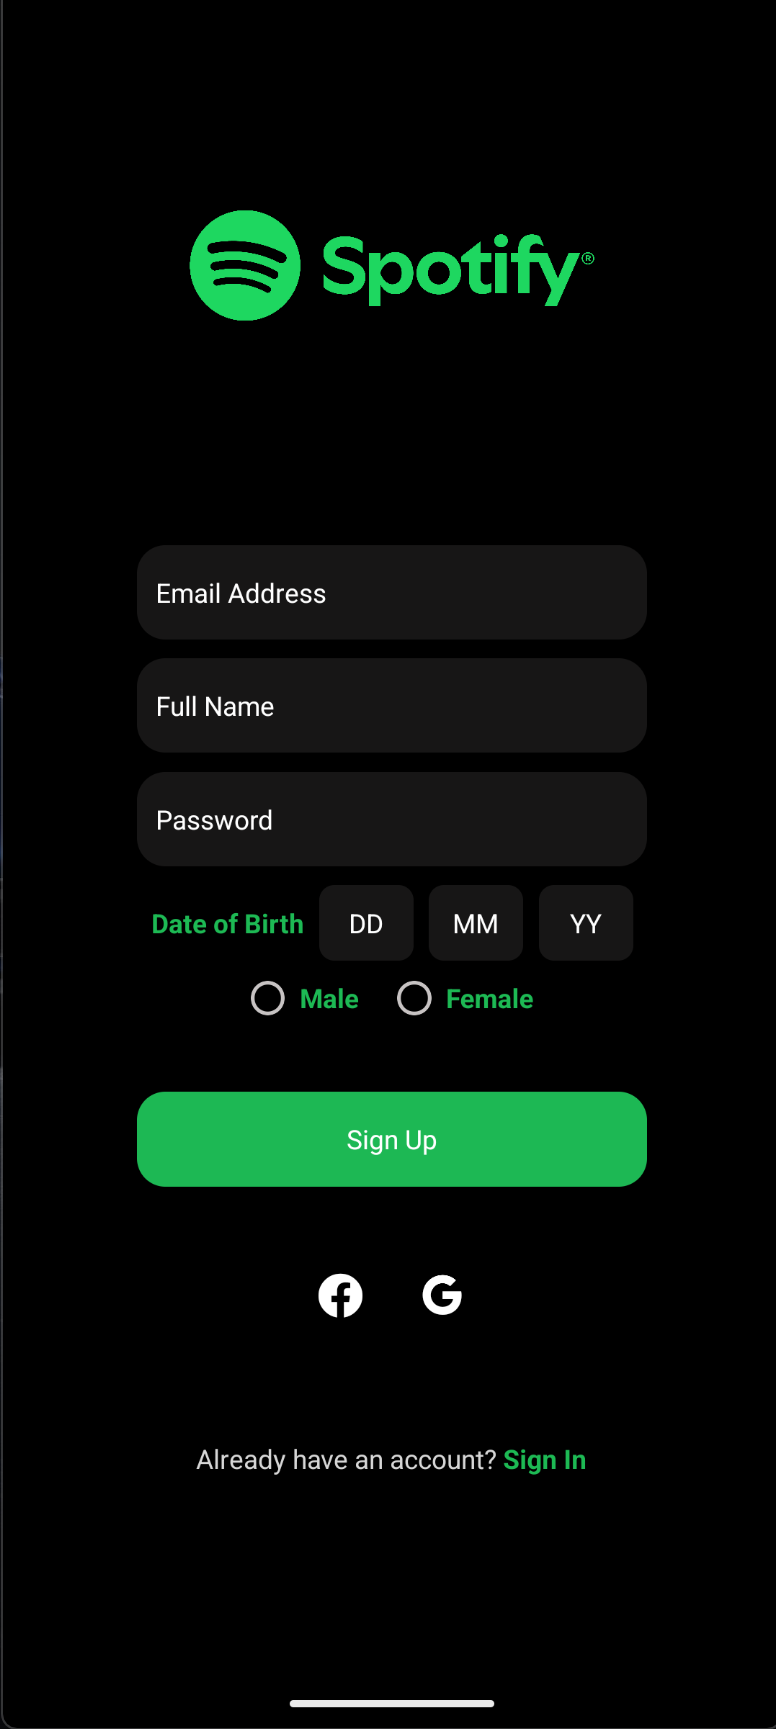 Spotify®
Email Address
Full Name
Password
Date of Birth DD MM YY
Male Female
Sign Up
Already have an account? Sign In